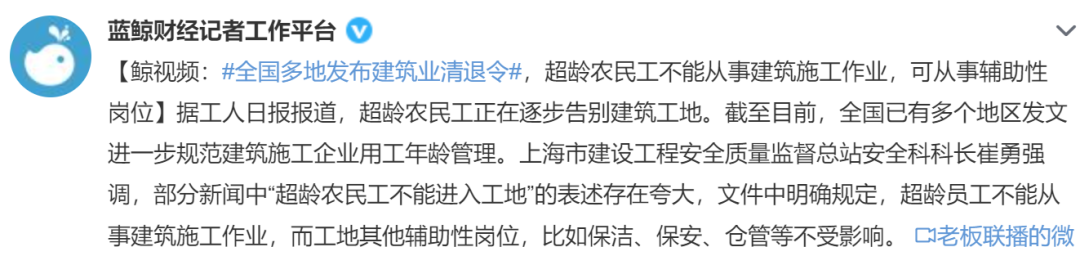 蓝鲸财经记者工作平台
【鲸视频：#全国多地发布建筑业清退令#，超龄农民工不能从事建筑施工作业，可从事辅助性
岗位】据工人日报报道，超龄农民工正在逐步告别建筑工地。截至目前，全国已有多个地区发文
进一步规范建筑施工企业用工年龄管理。上海市建设工程安全质量监督总站安全科科长崔勇强
调，部分新闻中“超龄农民工不能进入工地”的表述存在夸大，文件中明确规定，超龄员工不能从
事建筑施工作业，而工地其他辅助性岗位，比如保洁、保安、仓管等不受影响。 老板联播的微